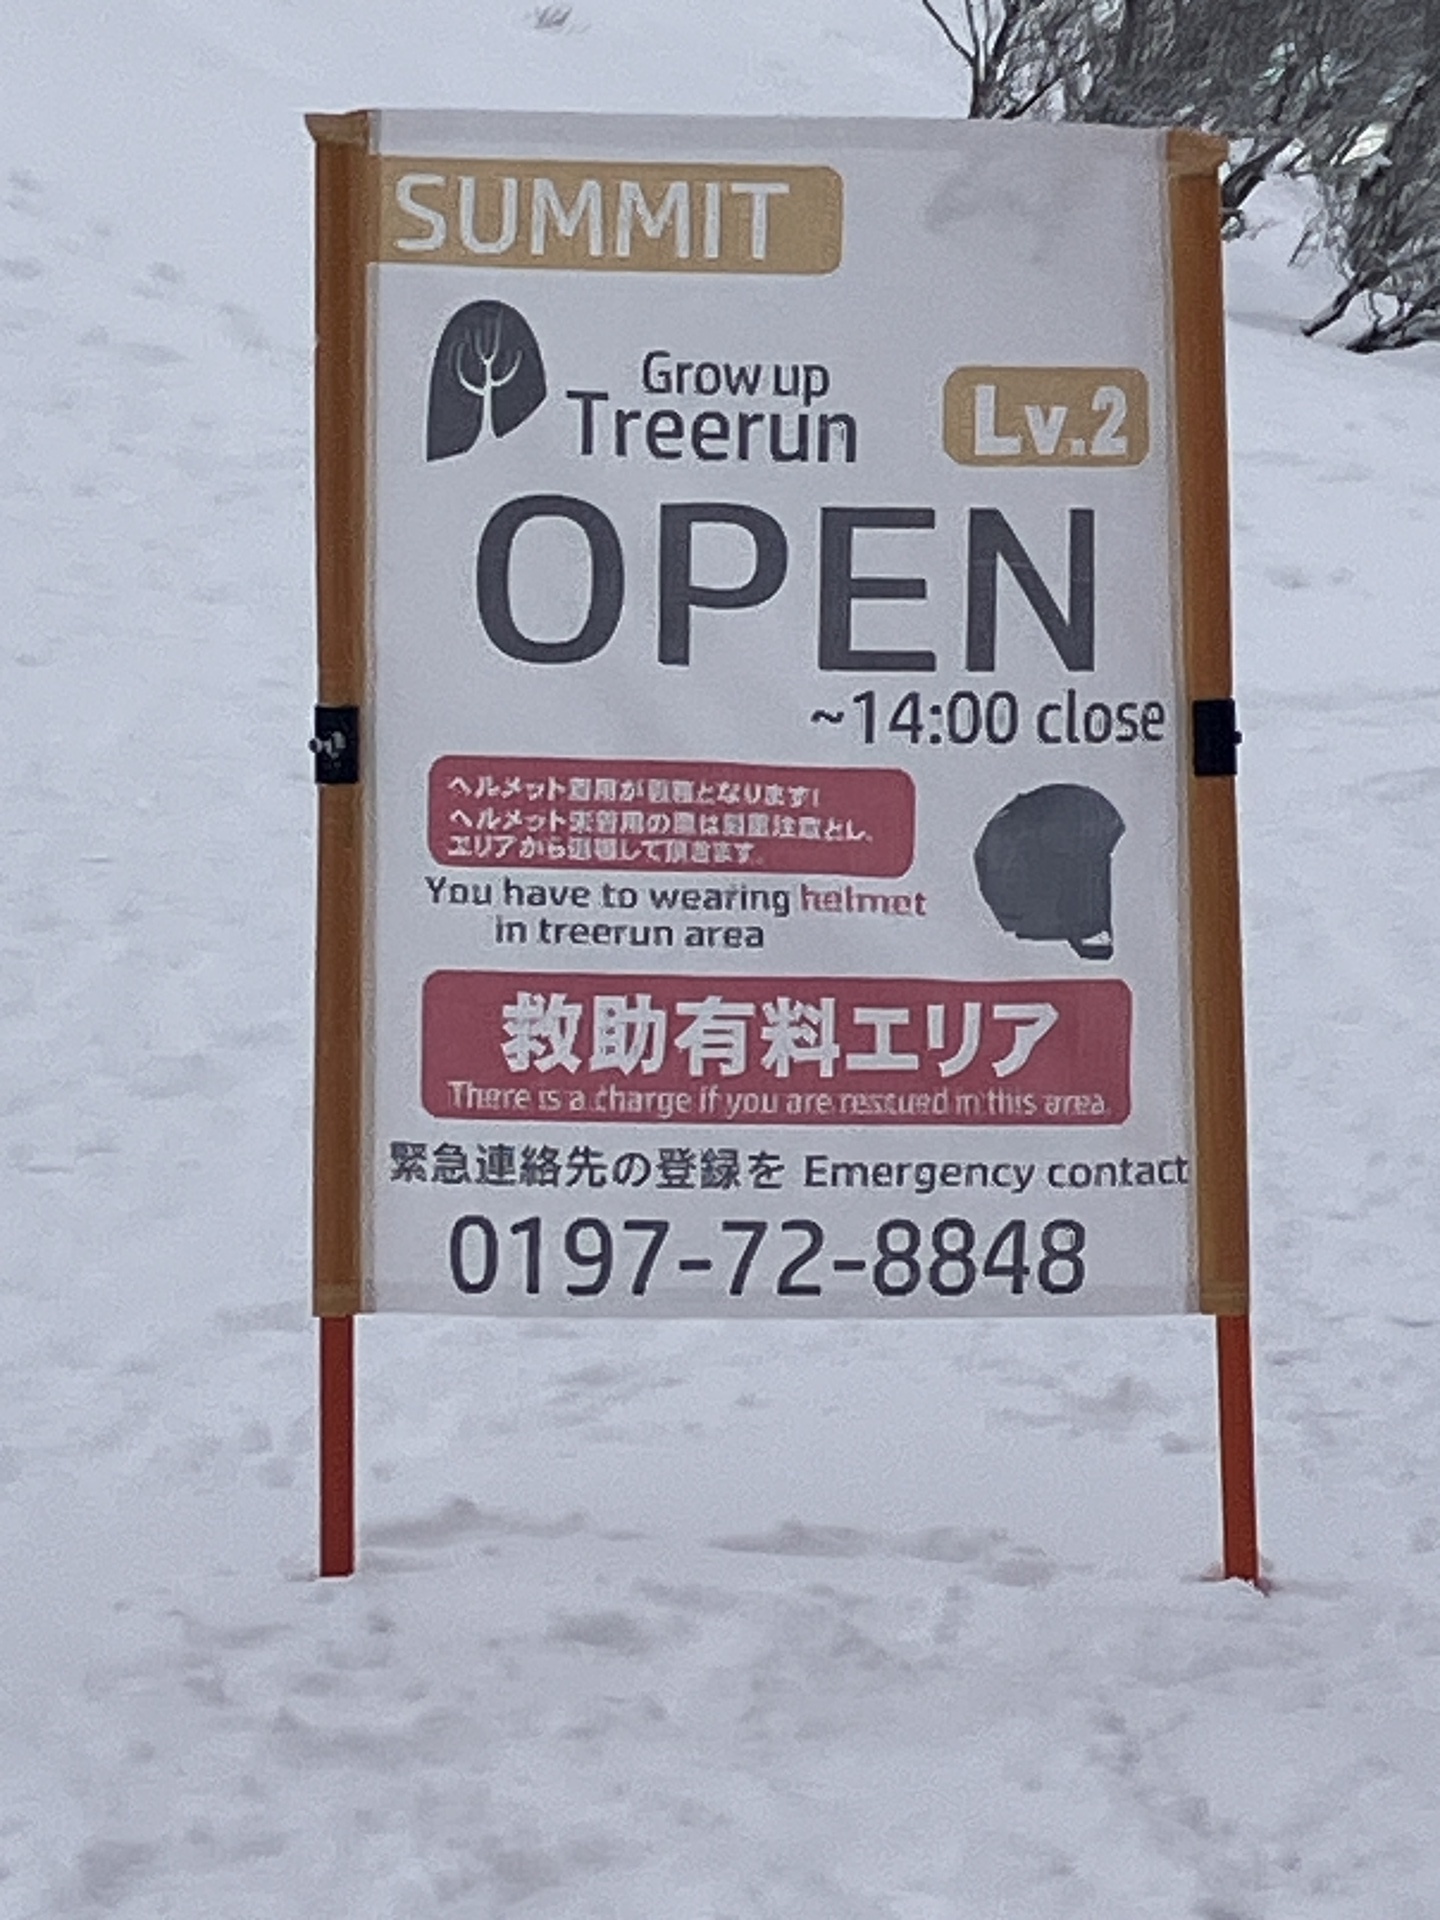 SUMMIT
Grow up
Treerun
Lv.2
OPEN
~14:00 close
ヘルメット着用が義務となります!
ヘルメット未着用の際は厳重注意とし、
エリアから退場して頂きます。
You have to wearing helmet
in treerun area
救助有料エリア
There is a charge if you are rescued in this area
緊急連絡先の登録を Emergency contact
0197-72-8848